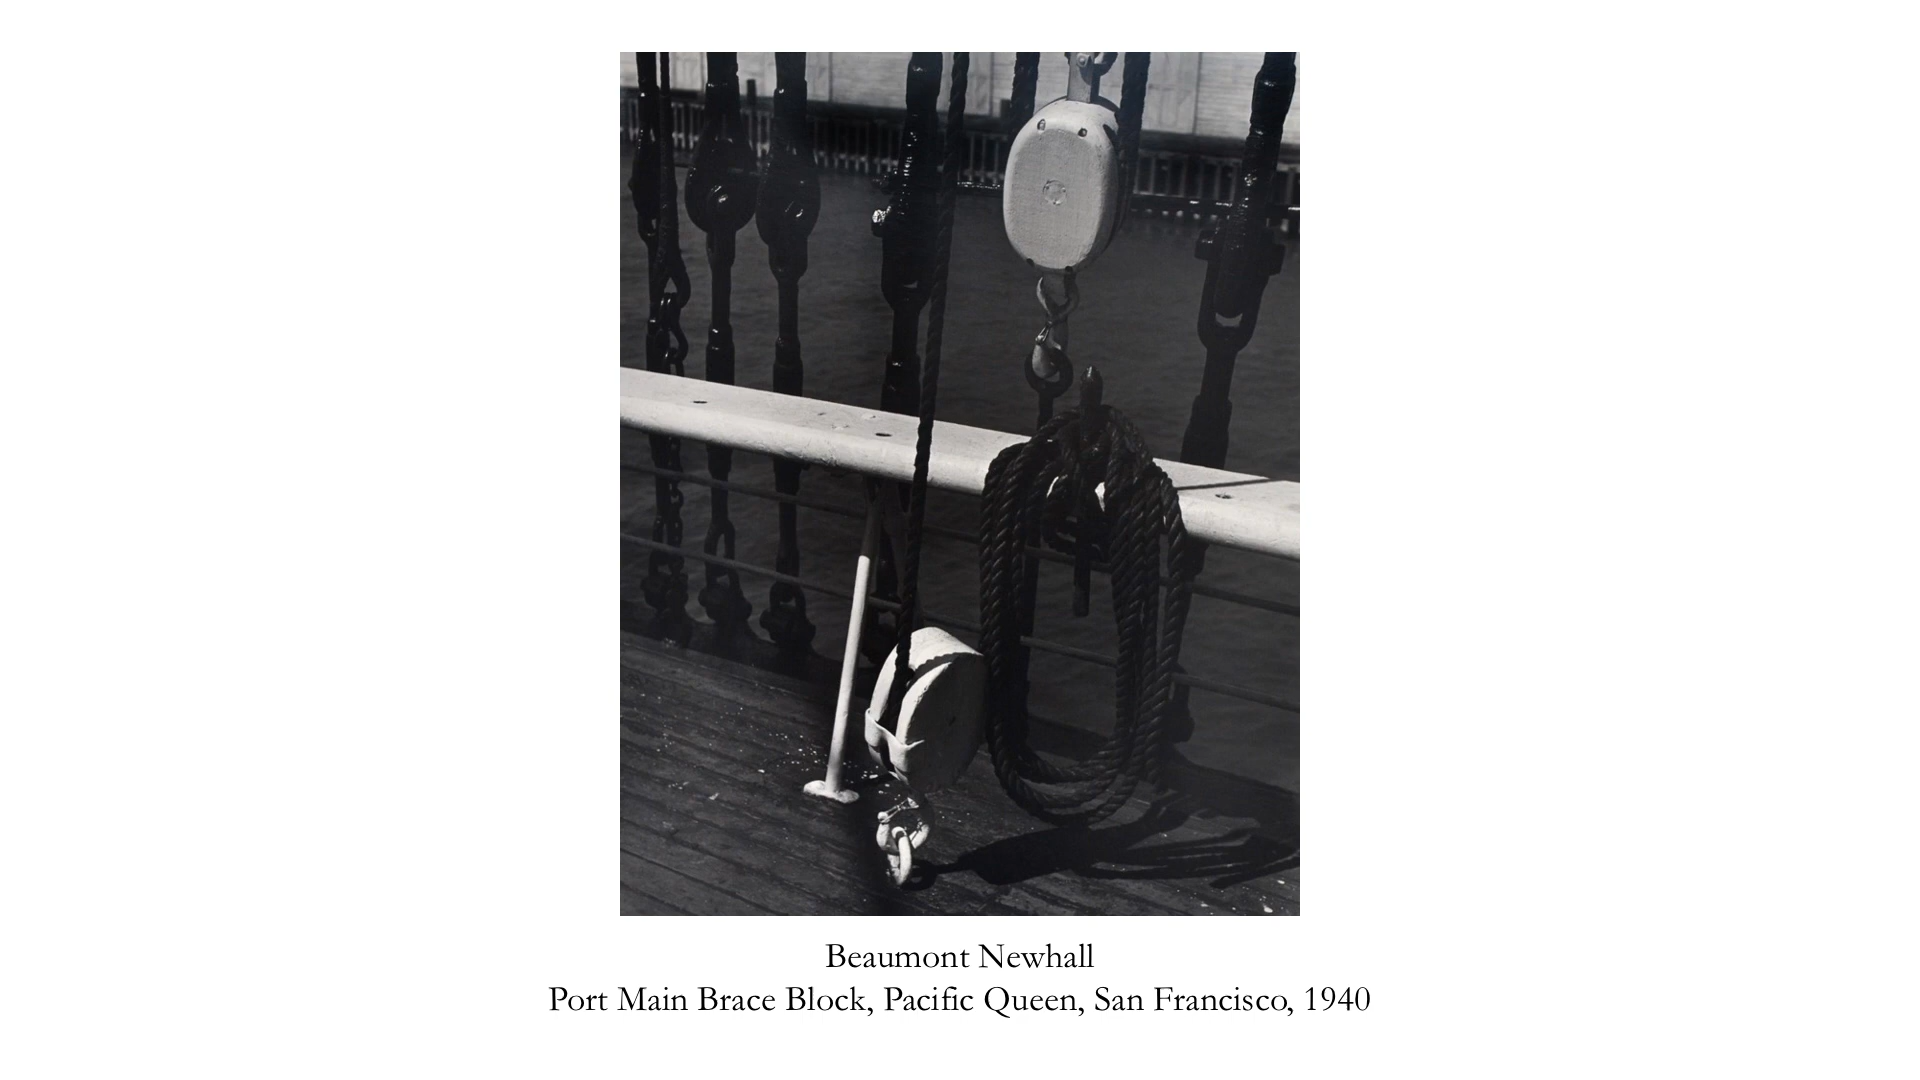 Beaumont Newhall
Port Main Brace Block, Pacific Queen, San Francisco, 1940